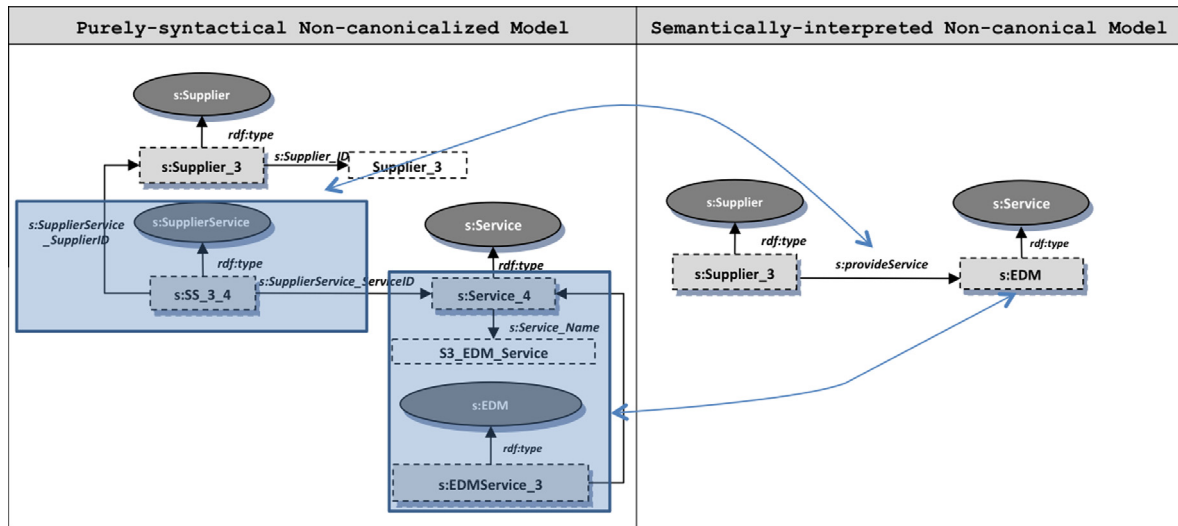 Purely-syntactical Non-canonicalized Model
Semantically-interpreted Non-canonical Model
s:Supplier
rdf:type
s:Supplier_ID
s:Supplier_3
Supplier_3
s:SupplierService
_SupplierID
s:SupplierService
rdf:type
s:SS_3_4
s:SupplierService_ServiceID
s:Service
rdf:type
s:Service_4
s:Service_Name
S3_EDM_Service
s:EDM
rdf:type
s:EDMService_3
s:Supplier
rdf:type
s:Supplier_3
s:provideService
s:Service
rdf:type
s:EDM